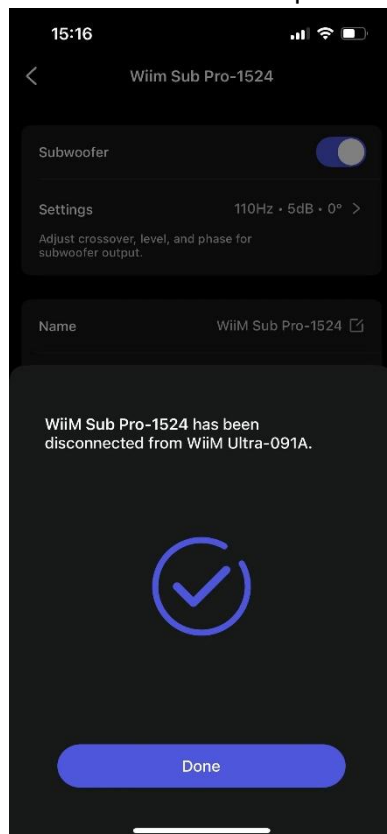 15:16
Wiim Sub Pro-1524
Subwoofer
Settings 110Hz • 5dB • 0° >
Adjust crossover, level, and phase for
subwoofer output.
Name WiiM Sub Pro-1524
WiiM Sub Pro-1524 has been
disconnected from WiiM Ultra-091A.
Done